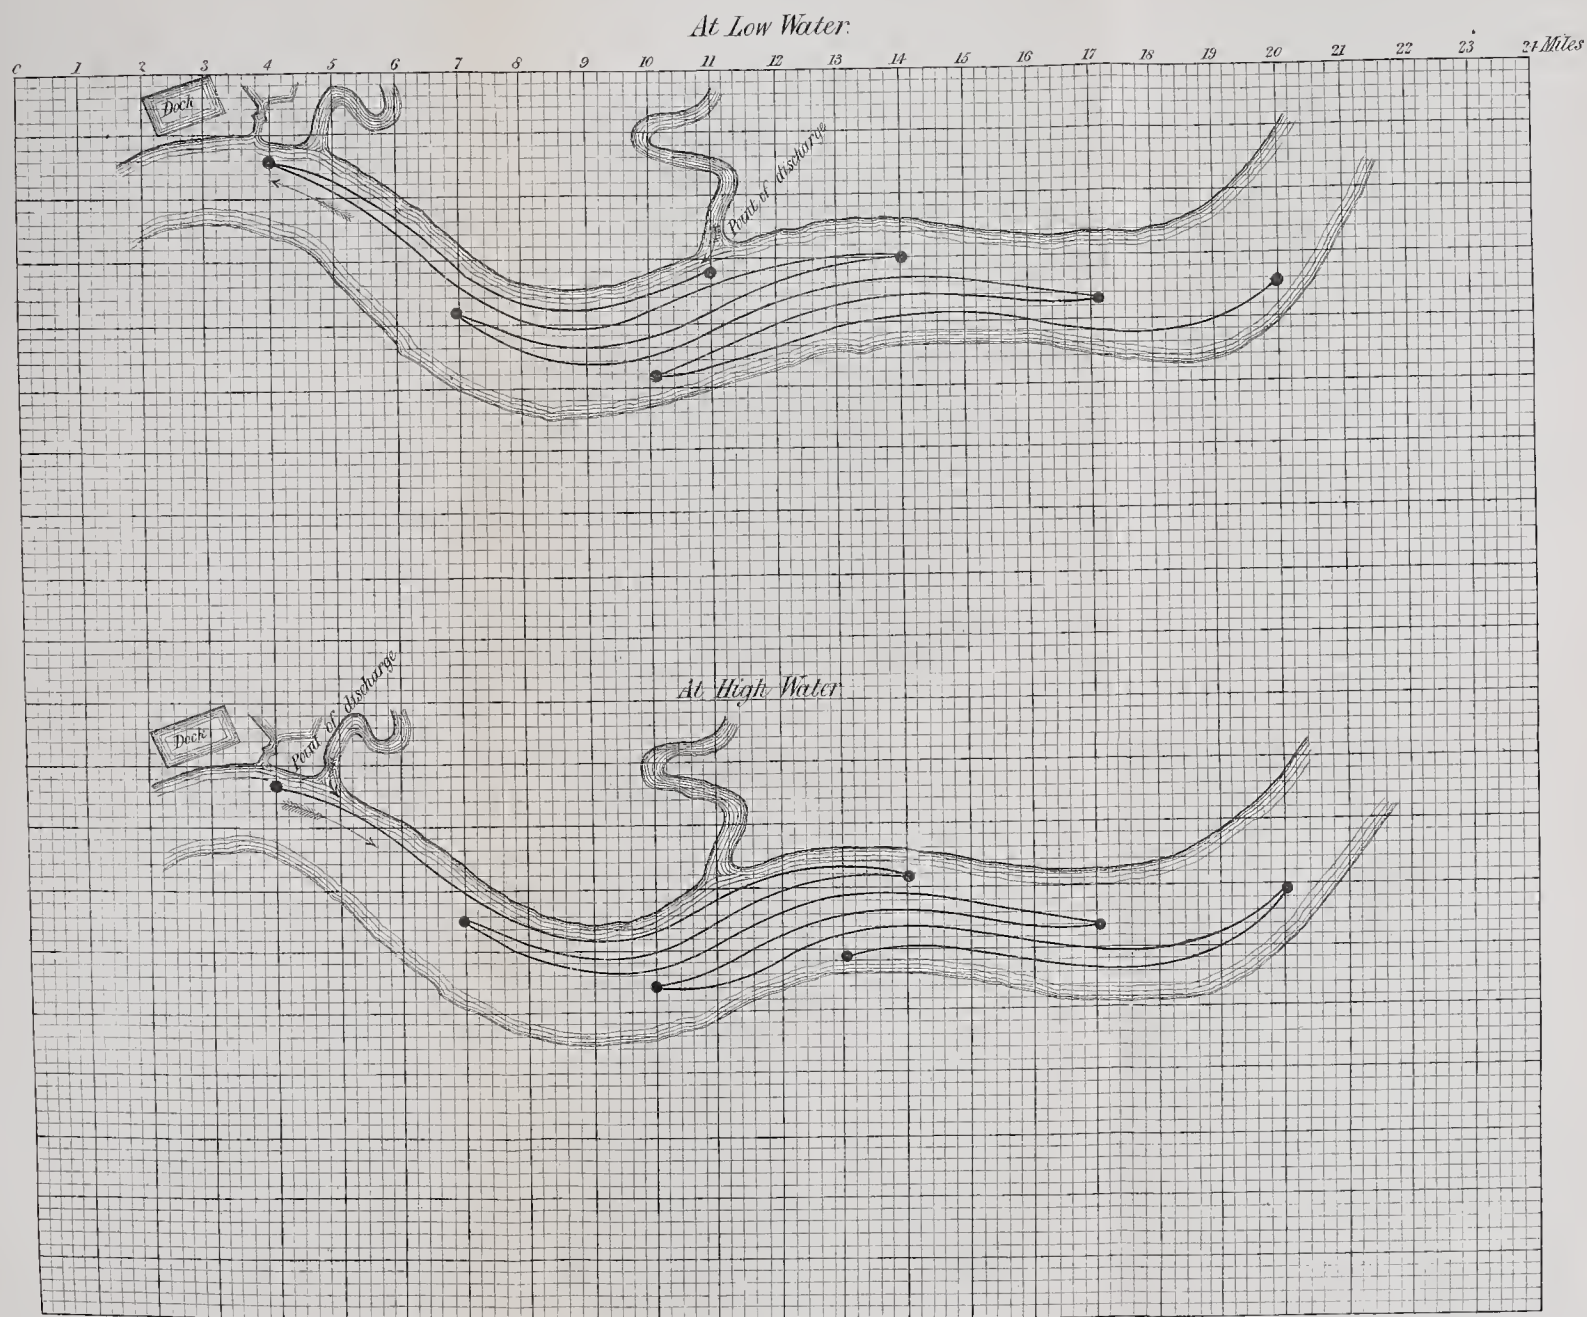 At Low Water.
0 1 2 3 4 5 6 7 8 9 10 11 12 13 14 15 16 17 18 19 20 21 22 23 24 Miles
Dock
Point of discharge
At High Water
Point of discharge
Dock